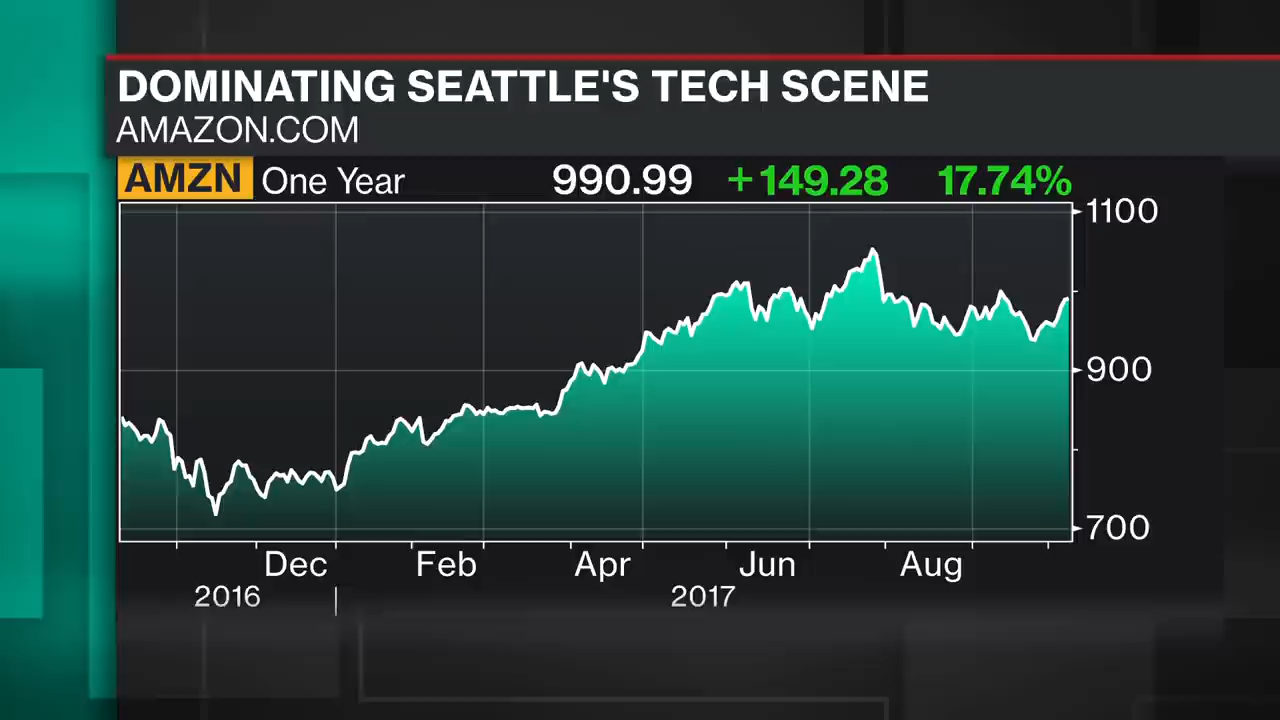 DOMINATING SEATTLE'S TECH SCENE
AMAZON.COM
AMZN One Year 990.99 +149.28 17.74%
1100
900
700
Dec Feb Apr Jun Aug
2016 2017